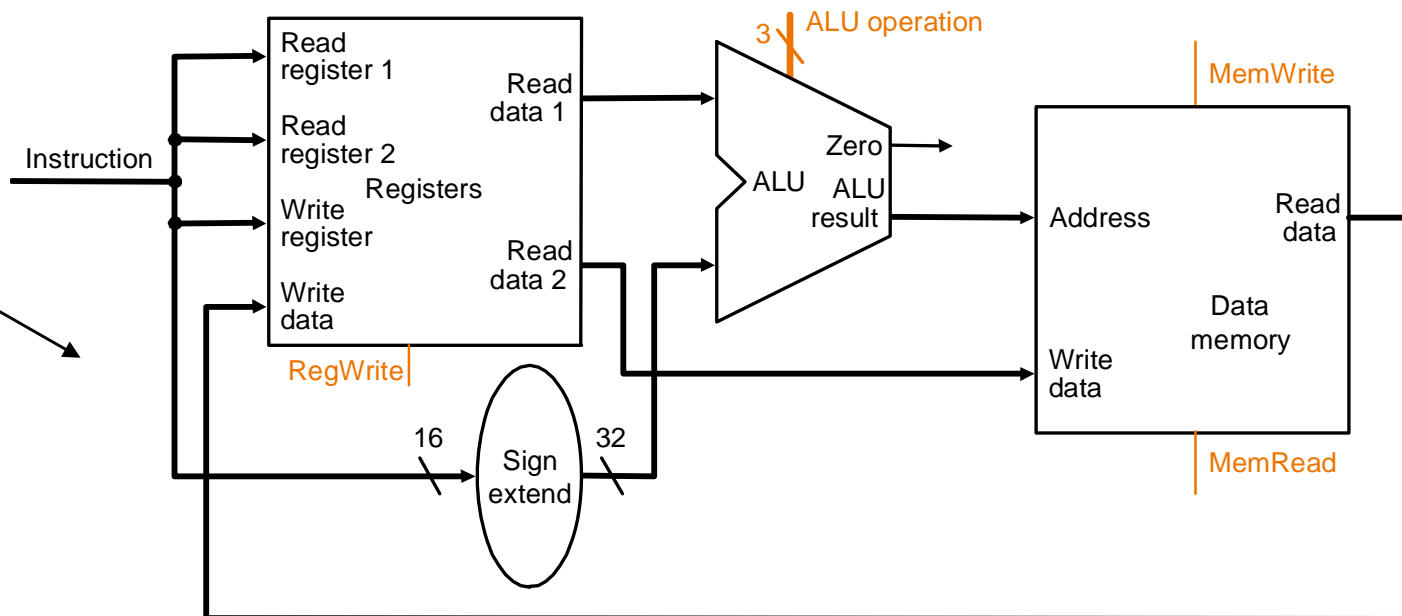 ALU operation
3
MemWrite
Read
register 1
Read
data 1
Read
register 2
Instruction
Registers
Write
register
Read
data 2
Write
data
RegWrite
Zero
ALU
ALU
result
Address
Read
data
Data
memory
Write
data
MemRead
16
Sign
extend
32